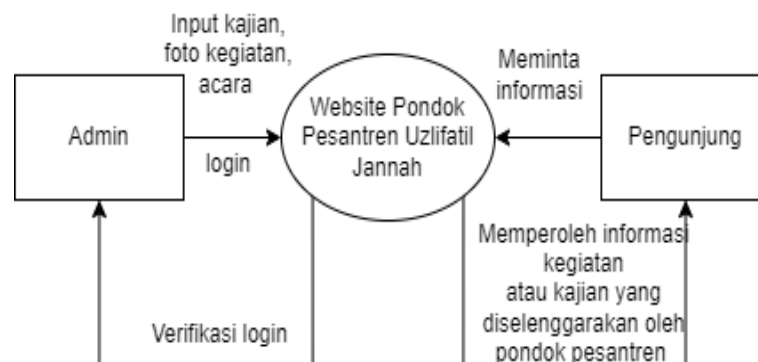 Input kajian,
foto kegiatan,
acara
Admin
login
Website Pondok
Pesantren Uzlifatil
Jannah
Meminta
informasi
Pengunjung
Verifikasi login
Memperoleh informasi
kegiatan
atau kajian yang
diselenggarakan oleh
pondok pesantren